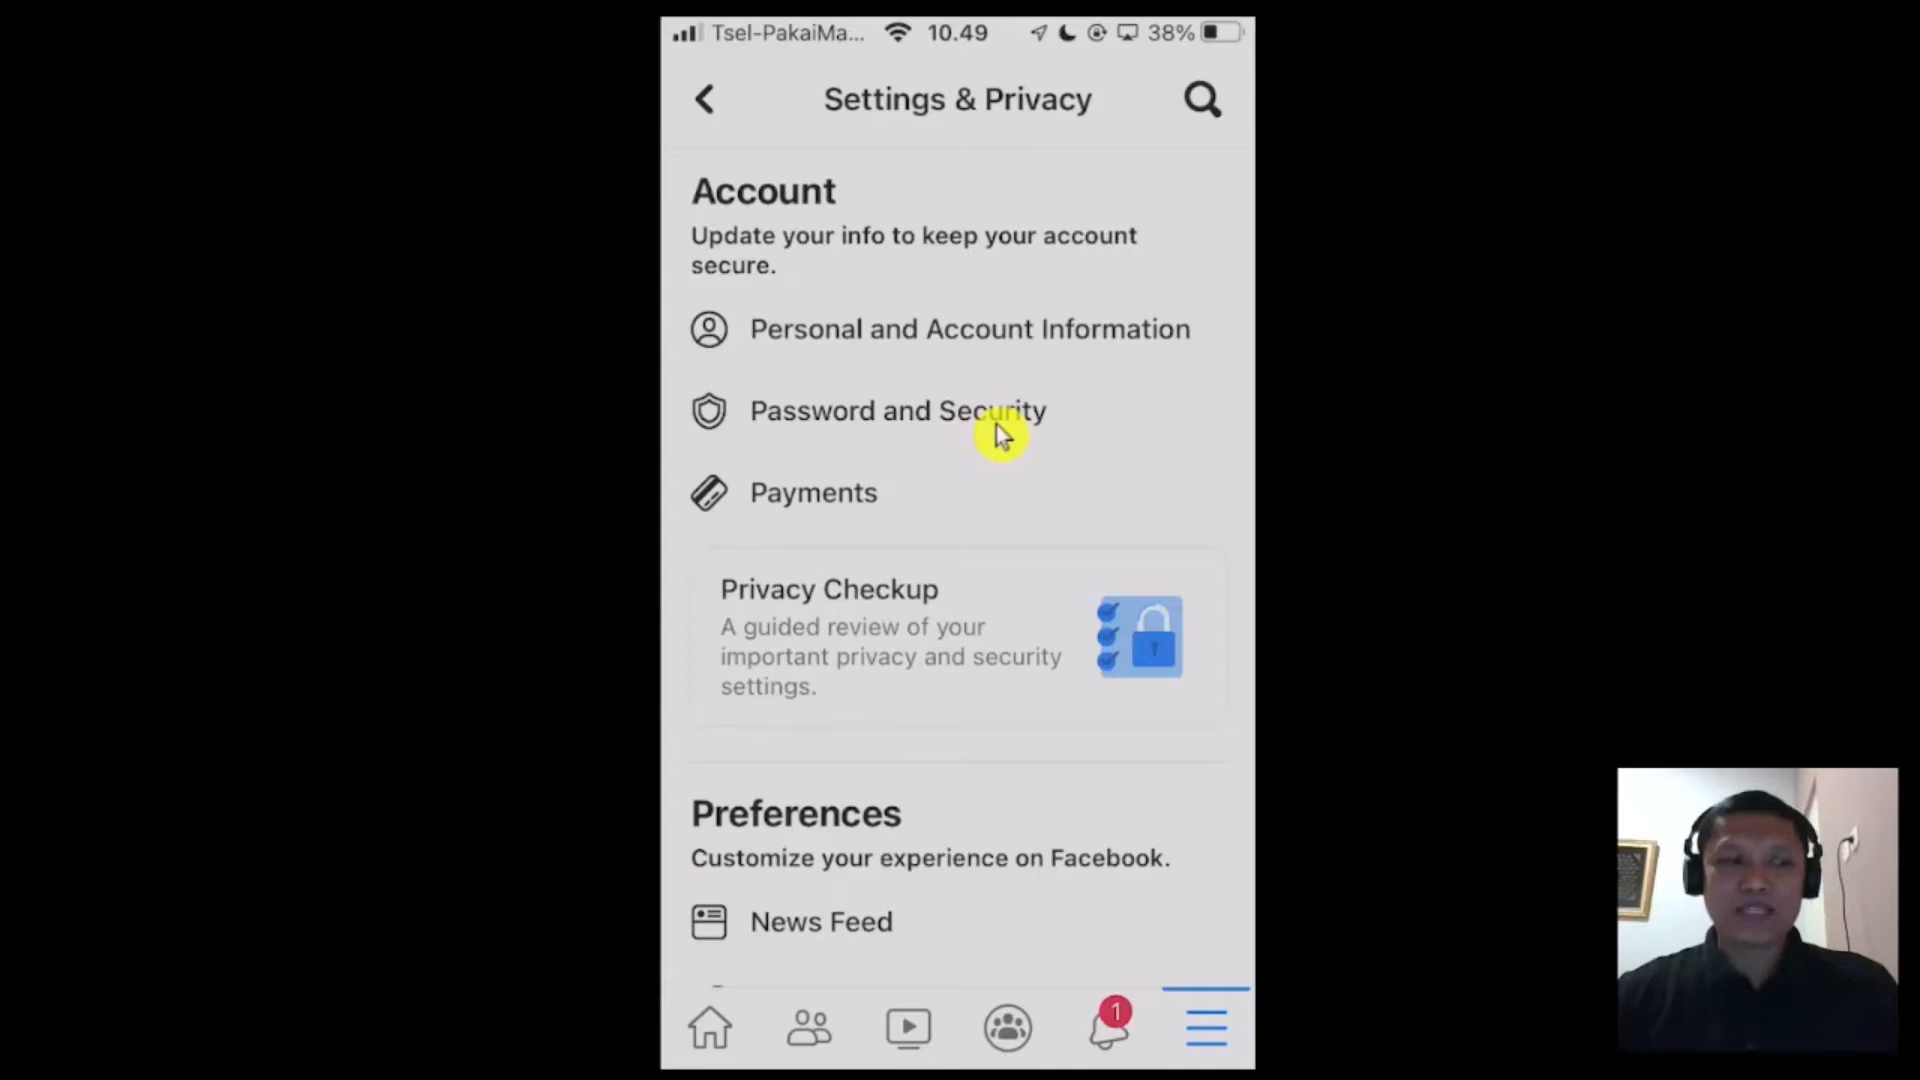 Tsel-PakaiMa... 10.49 38%
Settings & Privacy
Account
Update your info to keep your account
secure.
Personal and Account Information
Password and Security
Payments
Privacy Checkup
A guided review of your
important privacy and security
settings.
Preferences
Customize your experience on Facebook.
News Feed
1